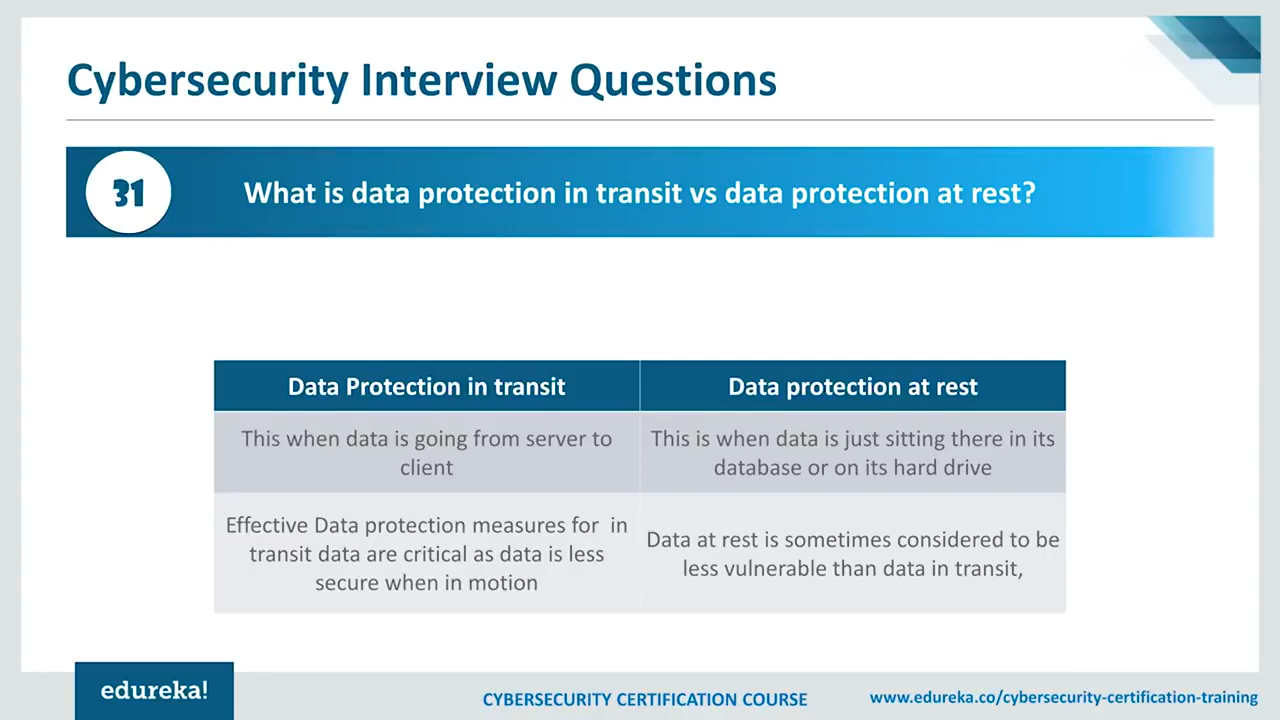 Cybersecurity Interview Questions
31
What is data protection in transit vs data protection at rest?
Data Protection in transit
Data protection at rest
This when data is going from server to
client
This is when data is just sitting there in its
database or on its hard drive
Effective Data protection measures for  in
transit data are critical as data is less
secure when in motion
Data at rest is sometimes considered to be
less vulnerable than data in transit,
edureka!
CYBERSECURITY CERTIFICATION COURSE
www.edureka.co/cybersecurity-certification-training